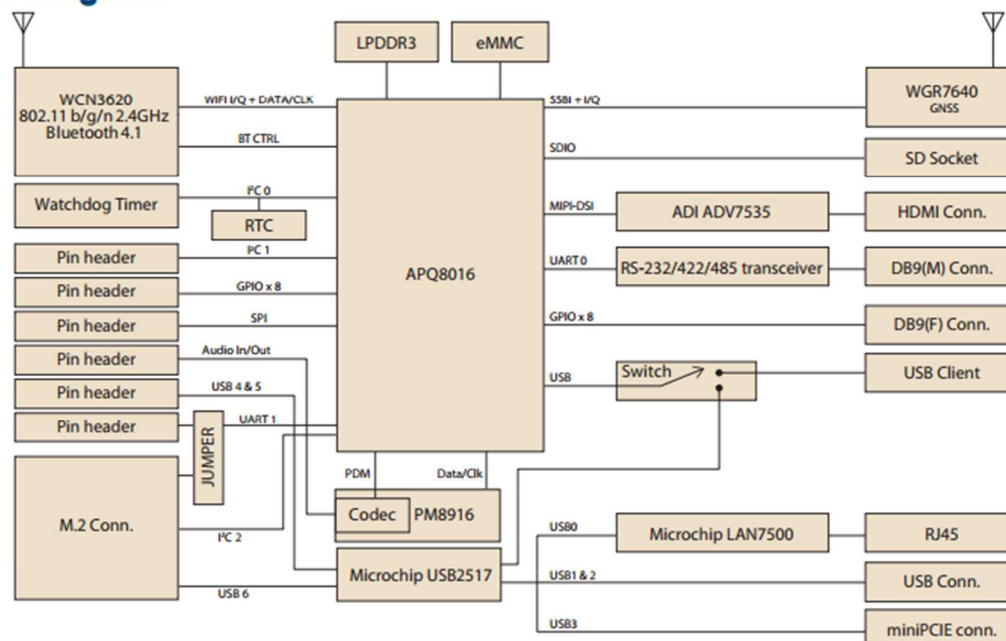 LPDDR3
eMMC
WCN3620
802.11 b/g/n 2.4GHz
Bluetooth 4.1
WIFI I/Q + DATA/CLK
BT CTRL
SSBI + I/Q
WGR7640
GNSS
SDIO
SD Socket
Watchdog Timer
I²C 0
RTC
MIPI-DSI
ADI ADV7535
HDMI Conn.
Pin header
I²C 1
APQ8016
UART 0
RS-232/422/485 transceiver
DB9(M) Conn.
Pin header
GPIO x 8
Pin header
SPI
GPIO x 8
DB9(F) Conn.
Pin header
Audio In/Out
Pin header
USB 4 & 5
USB
Switch
USB Client
Pin header
JUMPER
UART 1
PDM
Data/Clk
M.2 Conn.
I²C 2
Codec
PM8916
USB0
Microchip LAN7500
RJ45
USB 6
Microchip USB2517
USB1 & 2
USB Conn.
USB3
miniPCIE conn.